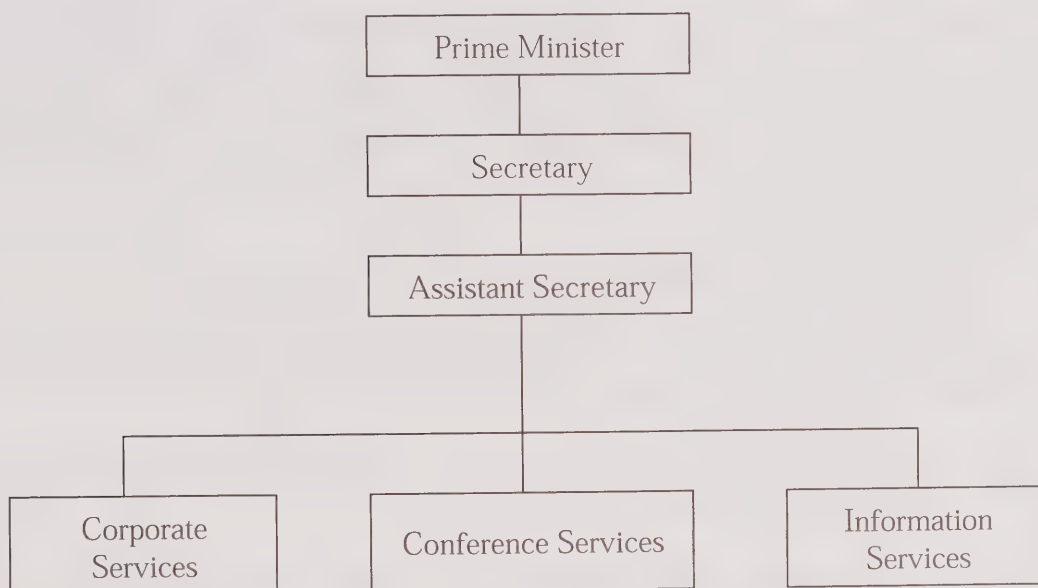 Prime Minister
Secretary
Assistant Secretary
Corporate
Services
Conference Services
Information
Services